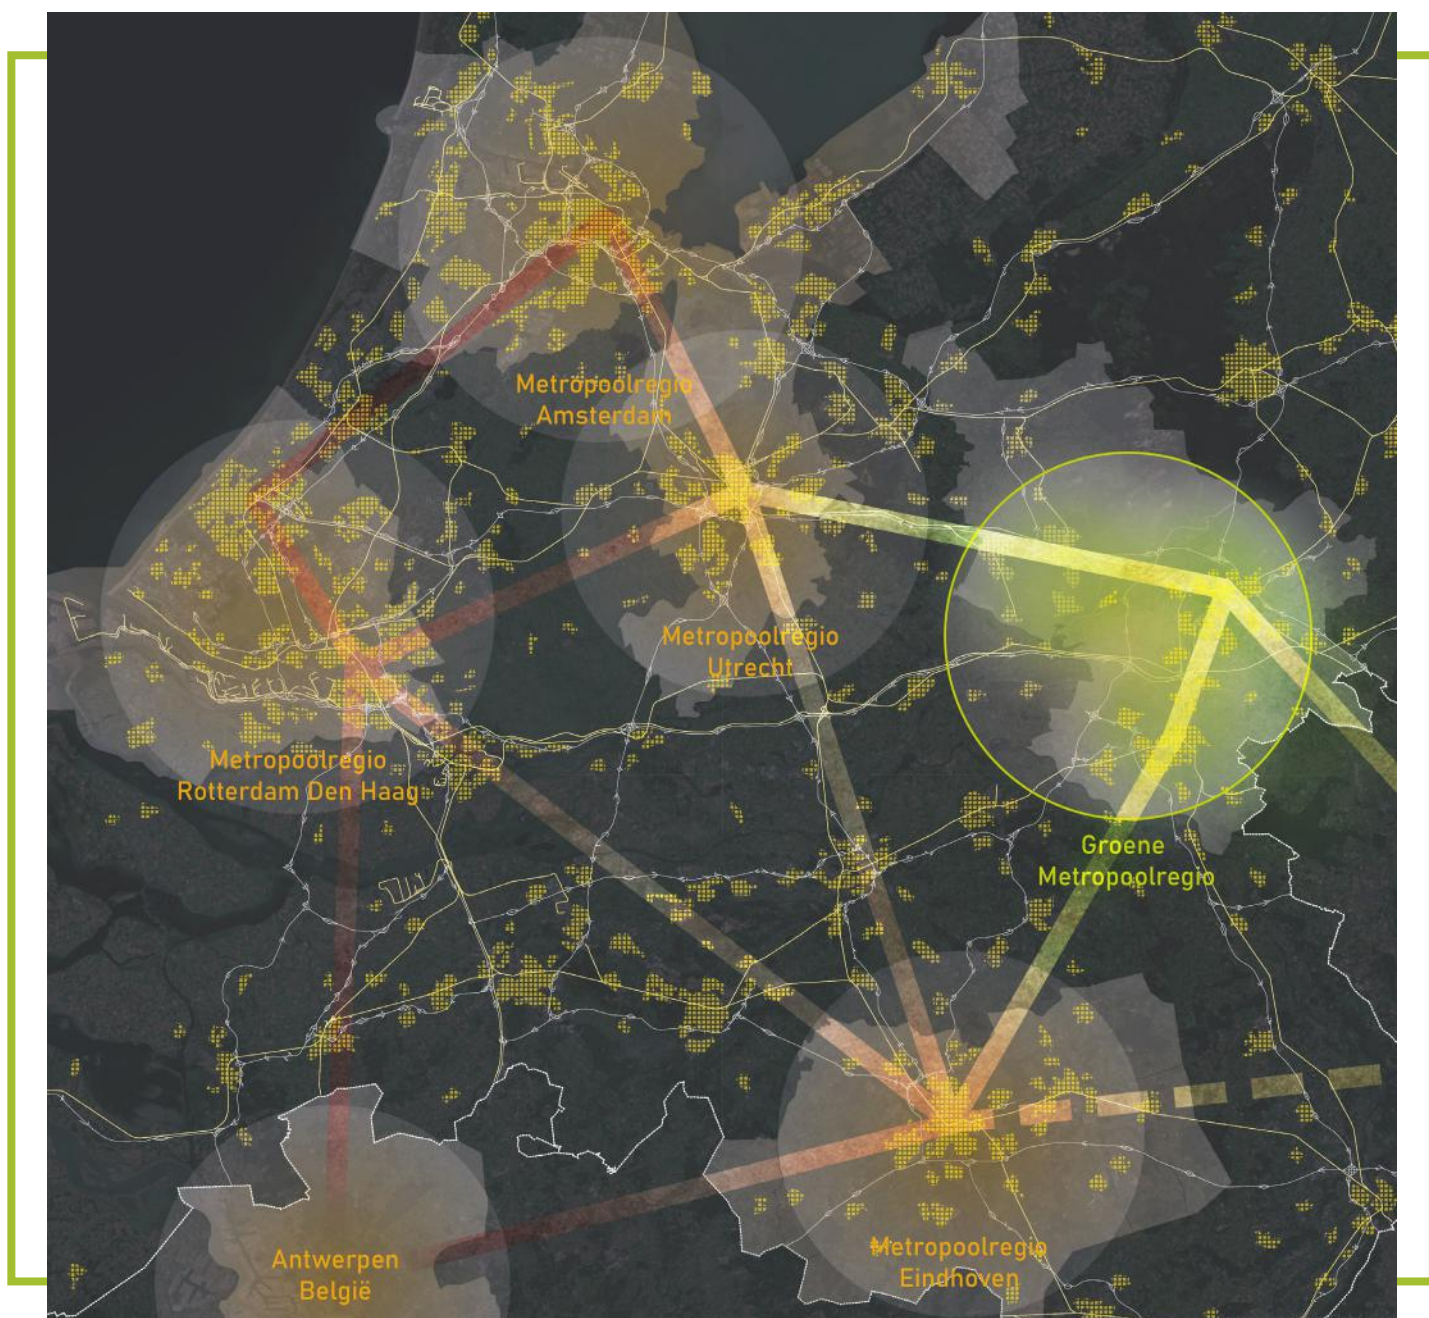 Metropoolregio
Amsterdam
Metropoolregio
Utrecht
Metropoolregio
Rotterdam Den Haag
Groene
Metropoolregio
Antwerpen
België
Metropoolregio
Eindhoven